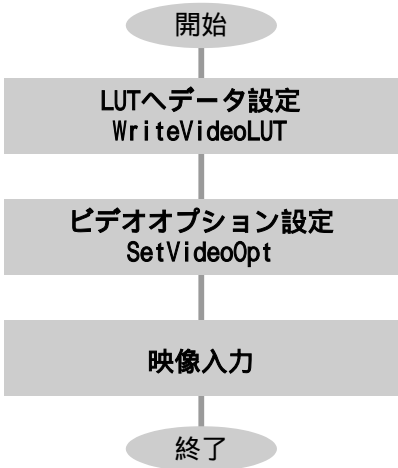 開始
LUTへデータ設定
WriteVideoLUT
ビデオオプション設定
SetVideoOpt
映像入力
終了